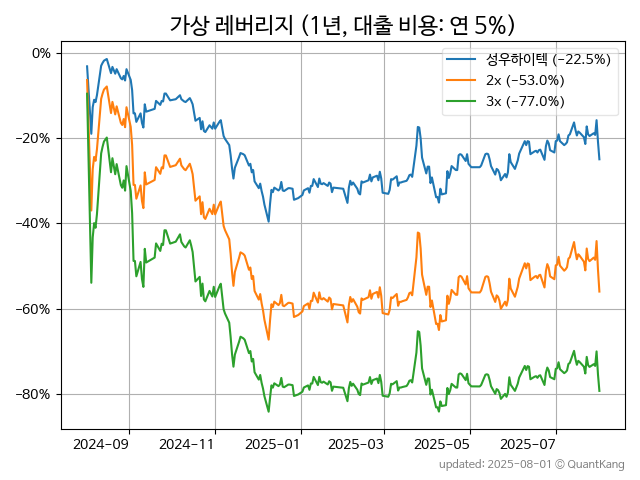 가상 레버리지 (1년, 대출 비용: 연 5%)
성우하이텍 (−22.5%)
2x (−53.0%)
3x (−77.0%)
0%
−20%
−40%
−60%
−80%
2024-09 2024-11 2025-01 2025-03 2025-05 2025-07
updated: 2025-08-01 © QuantKang